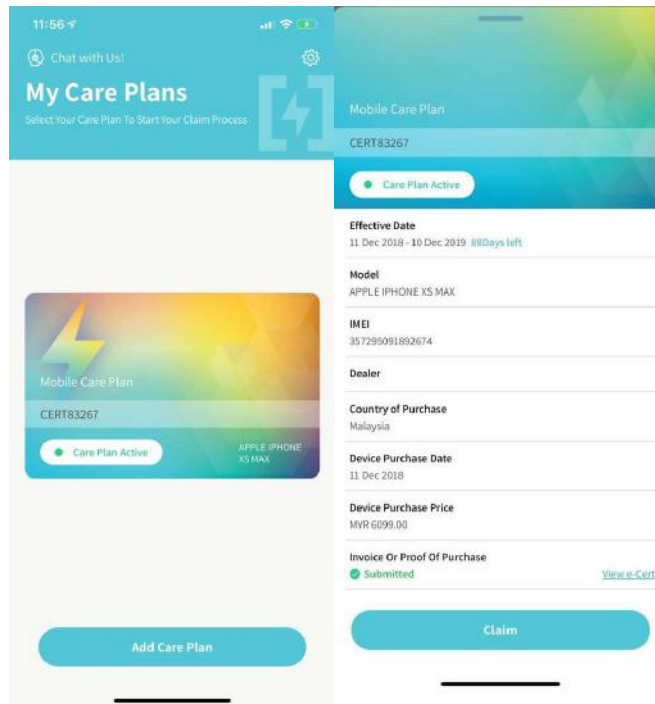 11:56
Chat with Us!
My Care Plans
Select Your Care Plan To Start Your Claim Process
Mobile Care Plan
CERT83267
Care Plan Active
APPLE IPHONE
XS MAX
Add Care Plan
Mobile Care Plan
CERT83267
Care Plan Active
Effective Date
11 Dec 2018 - 10 Dec 2019 88Days left
Model
APPLE IPHONE XS MAX
IMEI
357295091892674
Dealer
Country of Purchase
Malaysia
Device Purchase Date
11 Dec 2018
Device Purchase Price
MYR 6099.00
Invoice Or Proof Of Purchase
Submitted
View e-Cert
Claim